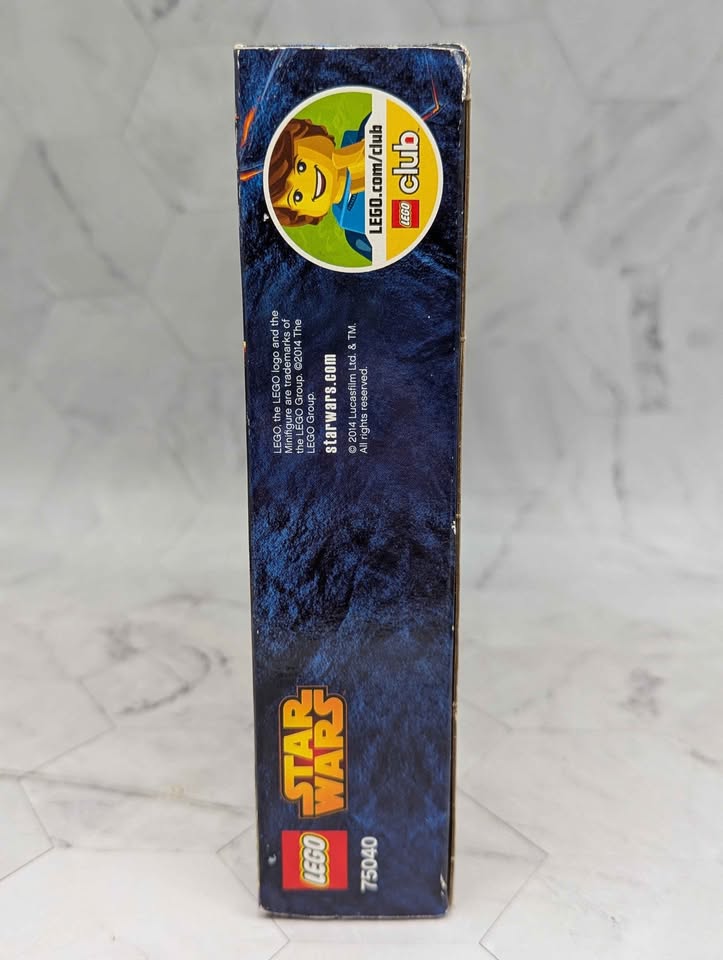 LEGO
STAR
WARS
75040
LEGO, the LEGO logo and the
Minifigure are trademarks of
the LEGO Group. ©2014 The
LEGO Group.
starwars.com
© 2014 Lucasfilm Ltd. & TM.
All rights reserved.
LEGO.com/club
LEGO club